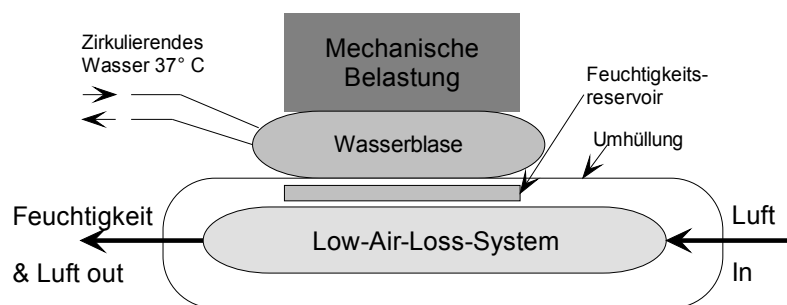 Zirkulierendes
Wasser 37° C
Mechanische
Belastung
Feuchtigkeits-
reservoir
Wasserblase
Umhüllung
Feuchtigkeit
& Luft out
Low-Air-Loss-System
Luft
In